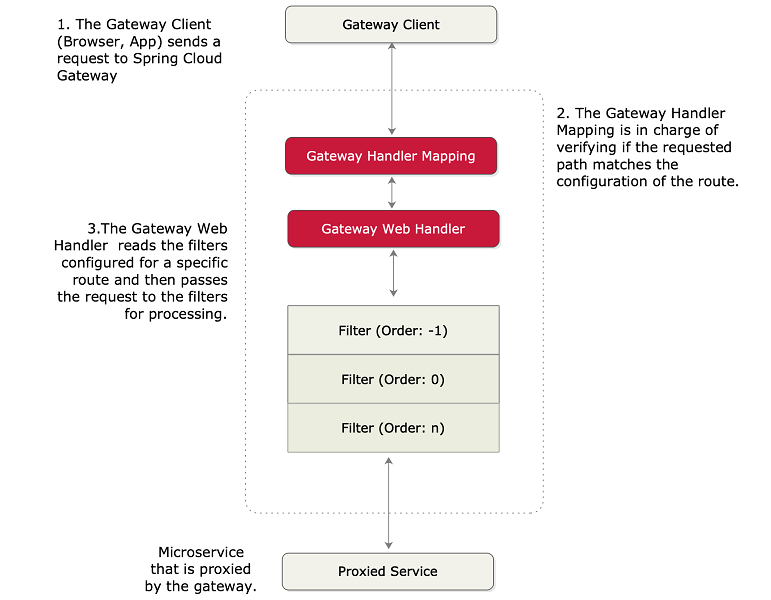 1. The Gateway Client
(Browser, App) sends a
request to Spring Cloud
Gateway
Gateway Client
2. The Gateway Handler
Mapping is in charge of
verifying if the requested
path matches the
configuration of the route.
Gateway Handler Mapping
Gateway Web Handler
3.The Gateway Web
Handler  reads the filters
configured for a specific
route and then passes
the request to the filters
for processing.
Filter (Order: -1)
Filter (Order: 0)
Filter (Order: n)
Microservice
that is proxied
by the gateway.
Proxied Service